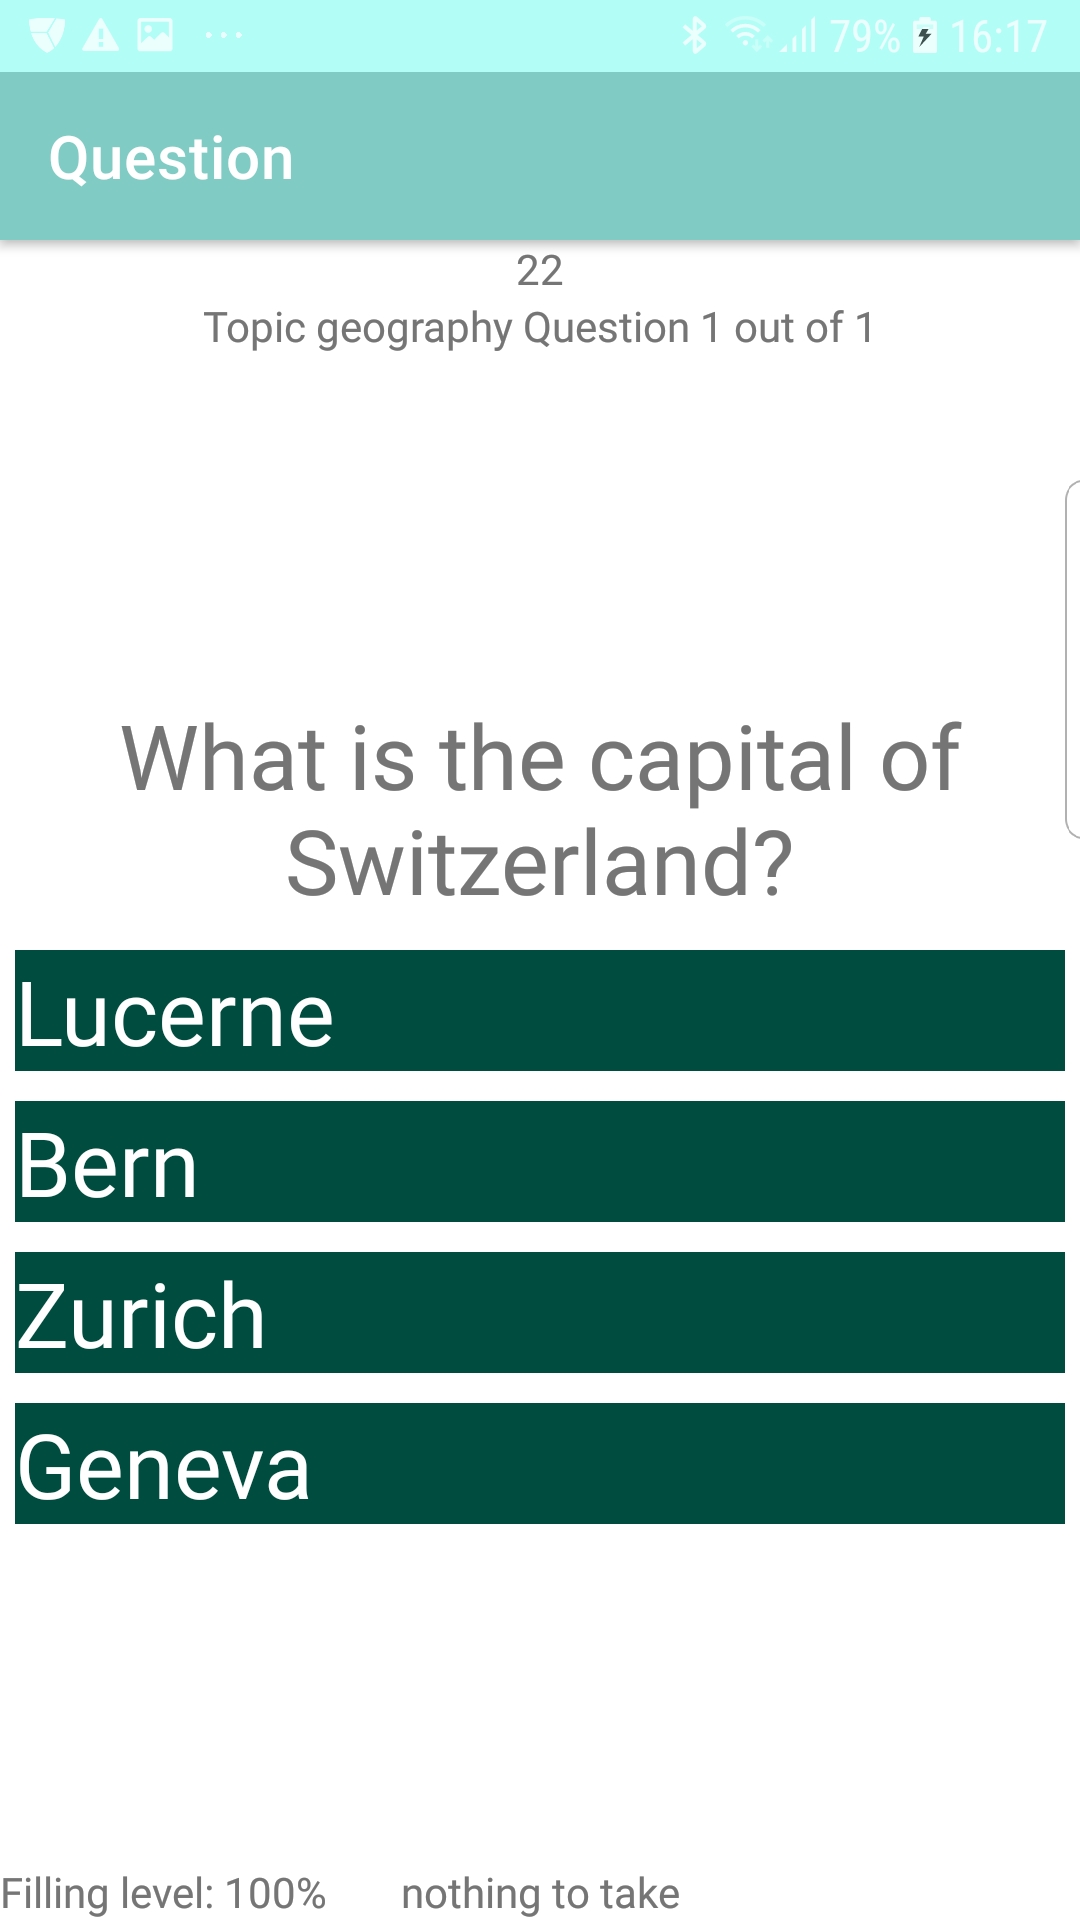 79% 16:17
Question
22
Topic geography Question 1 out of 1
What is the capital of
Switzerland?
Lucerne
Bern
Zurich
Geneva
Filling level: 100% nothing to take